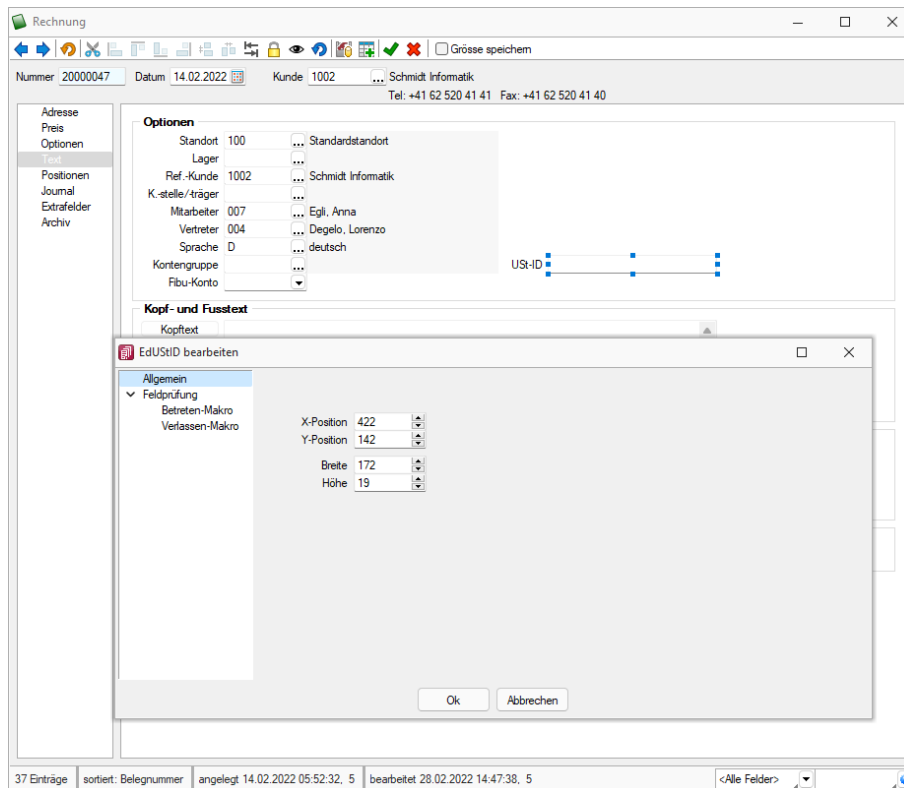 Rechnung
Grösse speichern
Nummer 20000047 Datum 14.02.2022 Kunde 1002 ... Schmidt Informatik
Tel: +41 62 520 41 41 Fax: +41 62 520 41 40
Adresse
Preis
Optionen
Text
Positionen
Journal
Extrafelder
Archiv
Optionen
Standort 100 ... Standardstandort
Lager ...
Ref.-Kunde 1002 ... Schmidt Informatik
K.-stelle/-träger ...
Mitarbeiter 007 ... Egli, Anna
Vertreter 004 ... Degelo, Lorenzo
Sprache D ... deutsch
Kontengruppe ... USt-ID
Fibu-Konto
Kopf- und Fusstext
Kopftext
EdUStID bearbeiten
Allgemein
Feldprüfung
Betreten-Makro
Verlassen-Makro
X-Position 422
Y-Position 142
Breite 172
Höhe 19
Ok Abbrechen
37 Einträge sortiert: Belegnummer angelegt 14.02.2022 05:52:32, 5 bearbeitet 28.02.2022 14:47:38, 5 <Alle Felder>